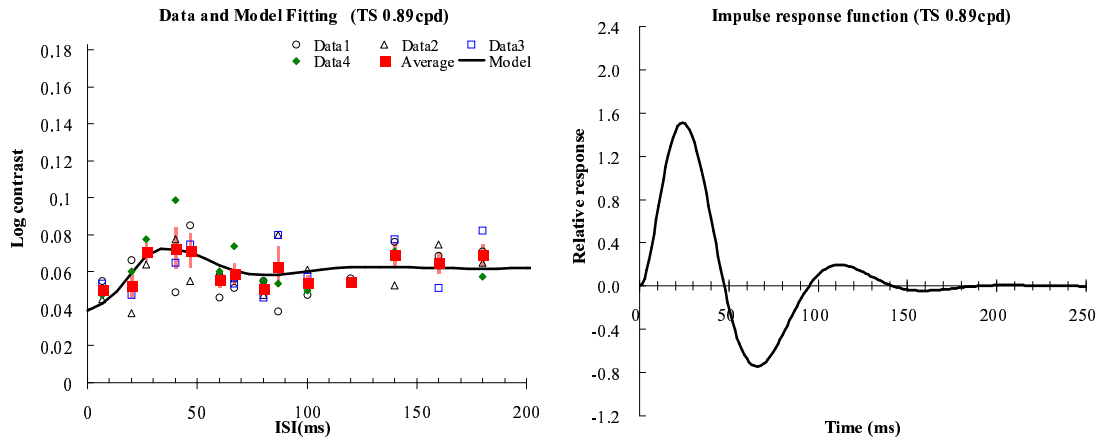 Data and Model Fitting (TS 0.89cpd)
Data1 Data2 Data3
Data4 Average Model
Log contrast
0.18
0.16
0.14
0.12
0.1
0.08
0.06
0.04
0.02
0
0 50 100 150 200
ISI(ms)
Impulse response function (TS 0.89cpd)
Relative response
2.4
2.0
1.6
1.2
0.8
0.4
0.0
-0.4
-0.8
-1.2
0 50 100 150 200 250
Time (ms)